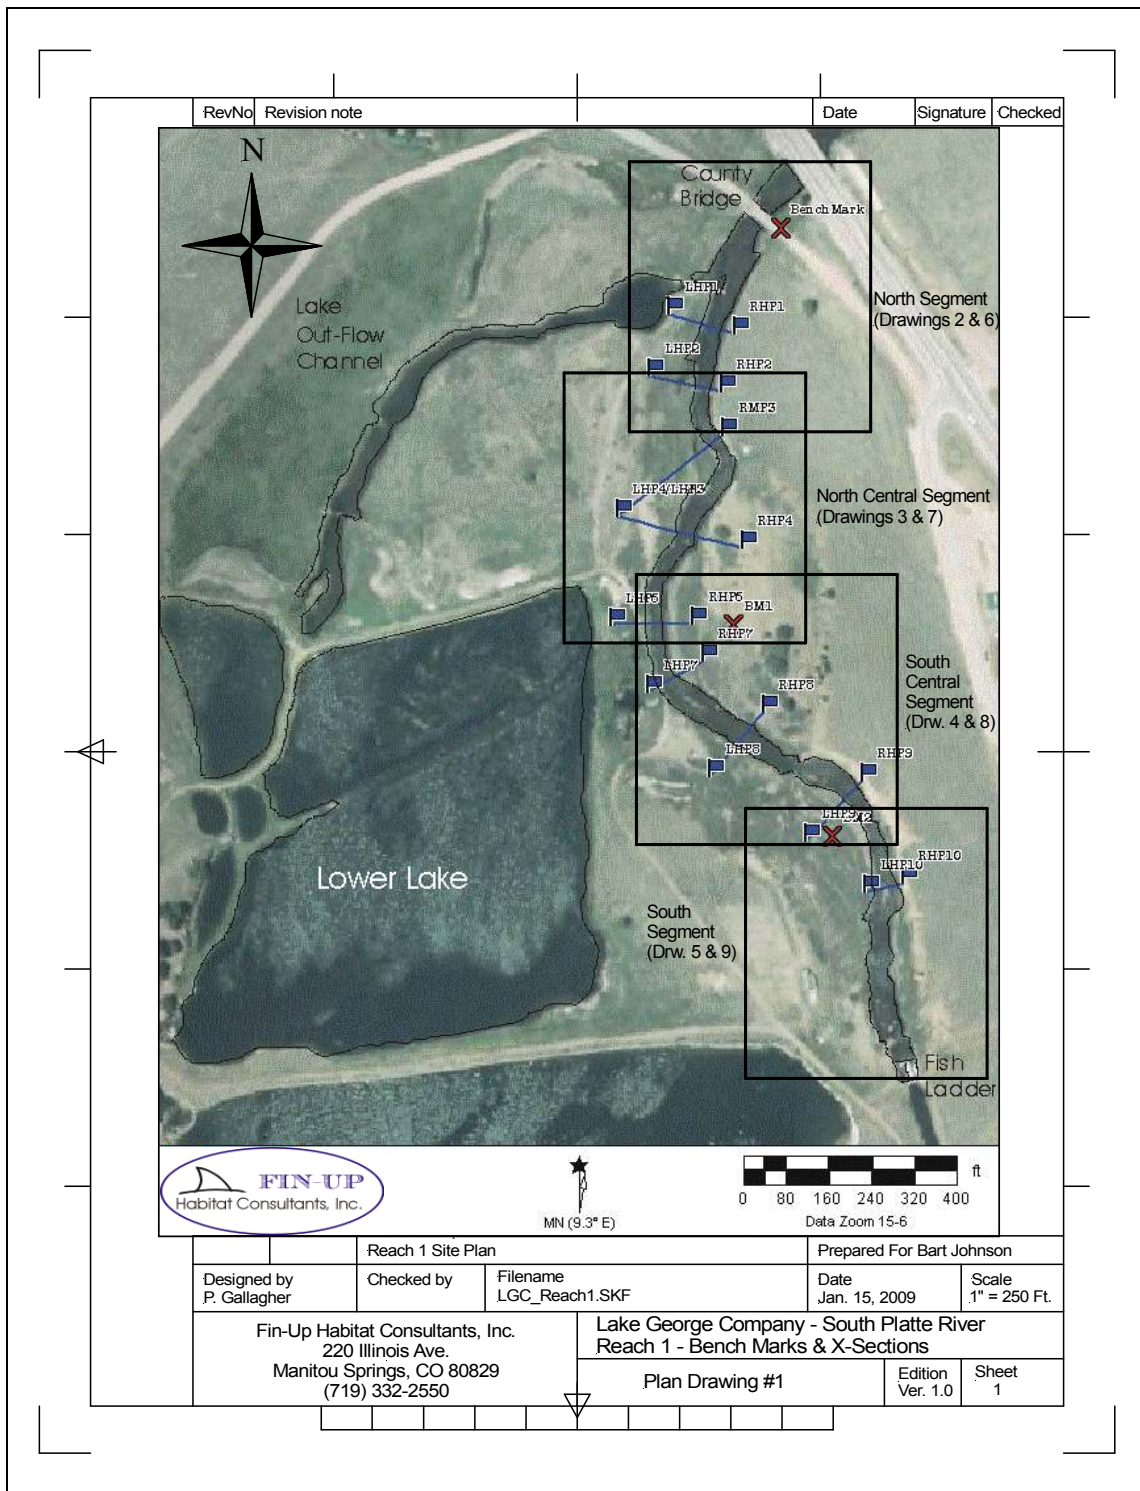 RevNo Revision note Date Signature Checked
N
County
Bridge
Bench Mark
LHP1
RHP1
North Segment
(Drawings 2 & 6)
Lake
Out-Flow
Channel
LHP2
RHP2
RMP3
LHP4/LHP3
North Central Segment
(Drawings 3 & 7)
RHP4
LHP5
RHP5
BM1
RHP7
LHP7
South
Central
Segment
(Drw. 4 & 8)
RHP8
LHP8
RHP9
LHP9
BM2
LHP10
RHP10
Lower Lake
South
Segment
(Drw. 5 & 9)
Fish
Ladder
FIN-UP
Habitat Consultants, Inc.
MN (9.3° E)
ft
0 80 160 240 320 400
Data Zoom 15-6
Reach 1 Site Plan
Prepared For Bart Johnson
Designed by
P. Gallagher
Checked by
Filename
LGC_Reach1.SKF
Date
Jan. 15, 2009
Scale
1" = 250 Ft.
Fin-Up Habitat Consultants, Inc.
220 Illinois Ave.
Manitou Springs, CO 80829
(719) 332-2550
Lake George Company - South Platte River
Reach 1 - Bench Marks & X-Sections
Plan Drawing #1
Edition
Ver. 1.0
Sheet
1